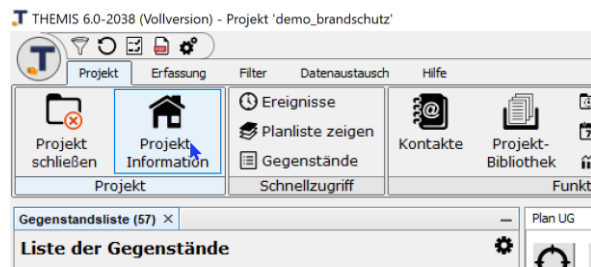 THEMIS 6.0-2038 (Vollversion) - Projekt 'demo_brandschutz'
Projekt Erfassung Filter Datenaustausch Hilfe
Projekt schließen
Projekt Information
Projekt
Ereignisse
Planliste zeigen
Gegenstände
Schnellzugriff
Kontakte
Projekt-
Bibliothek
Funkt
Gegenstandsliste (57)
Plan UG
Liste der Gegenstände